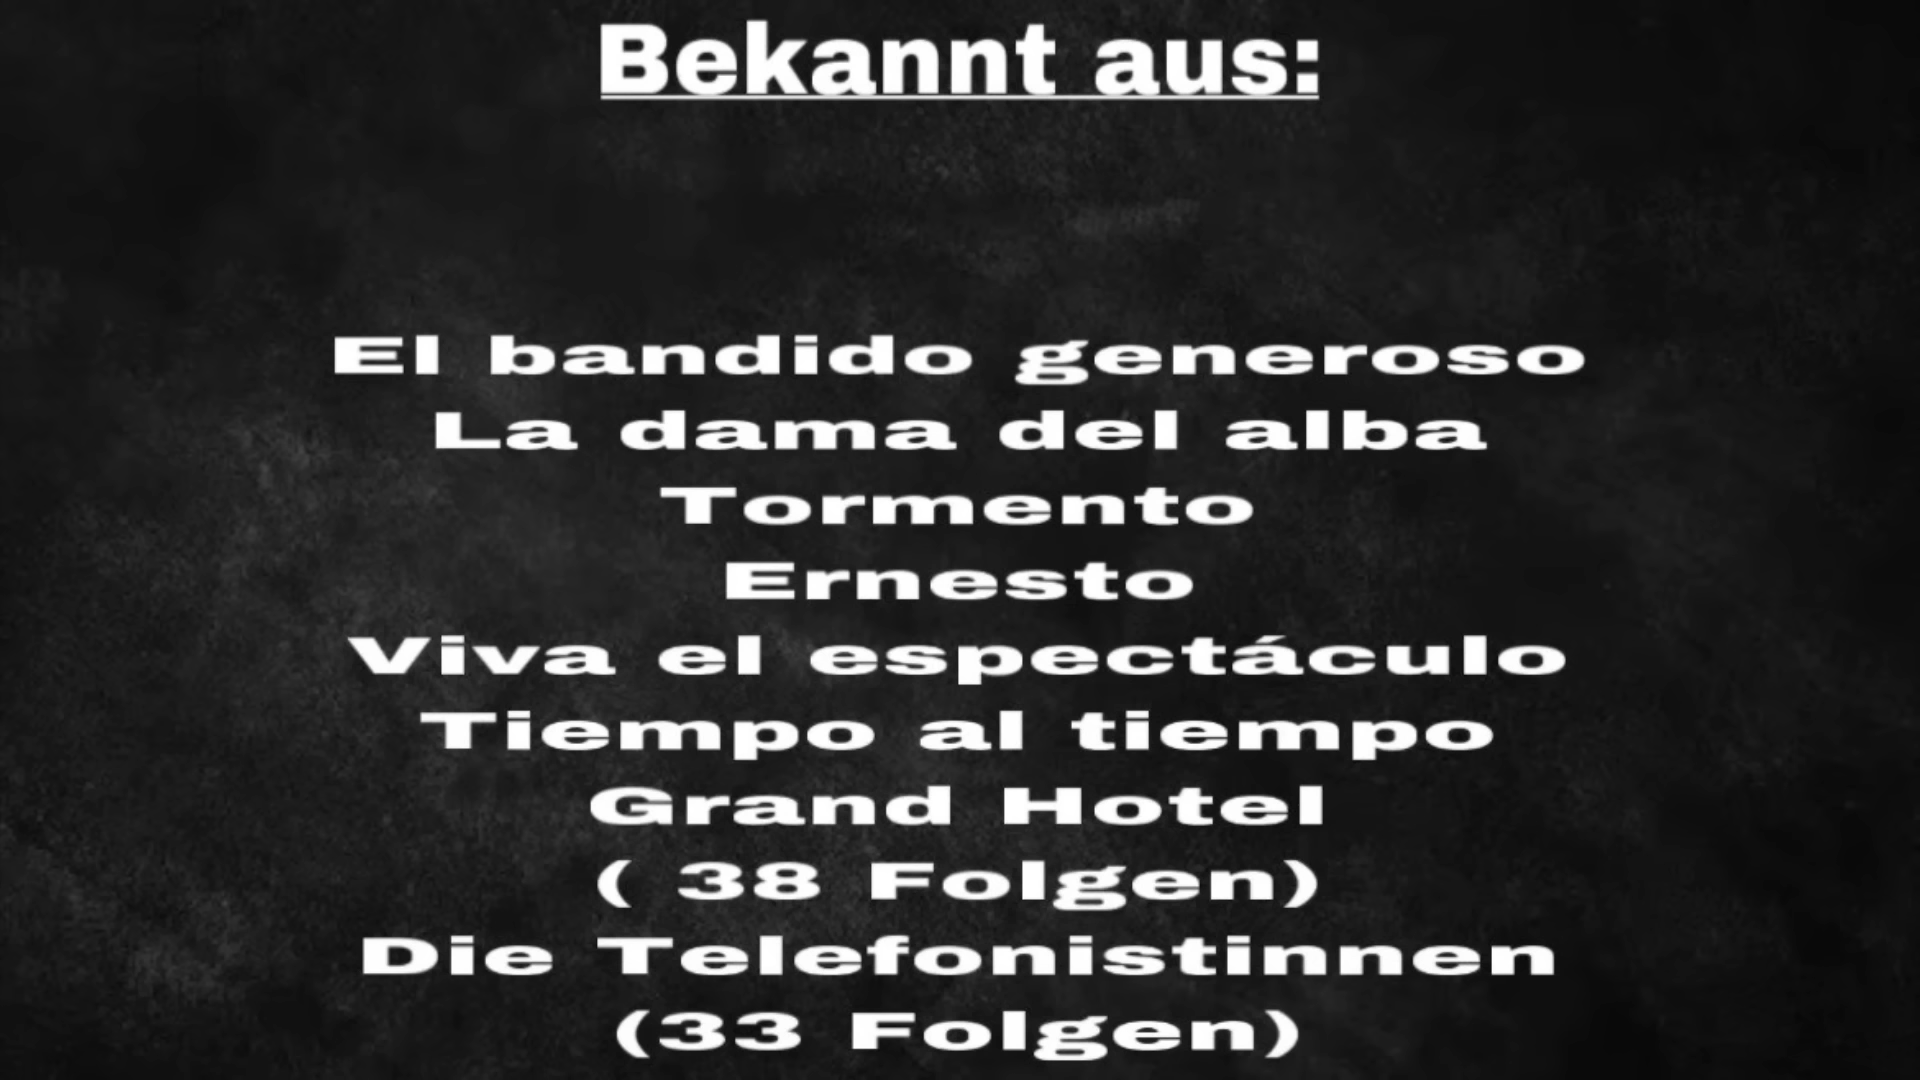 Bekannt aus:
El bandido generoso
La dama del alba
Tormento
Ernesto
Viva el espectáculo
Tiempo al tiempo
Grand Hotel
( 38 Folgen)
Die Telefonistinnen
(33 Folgen)